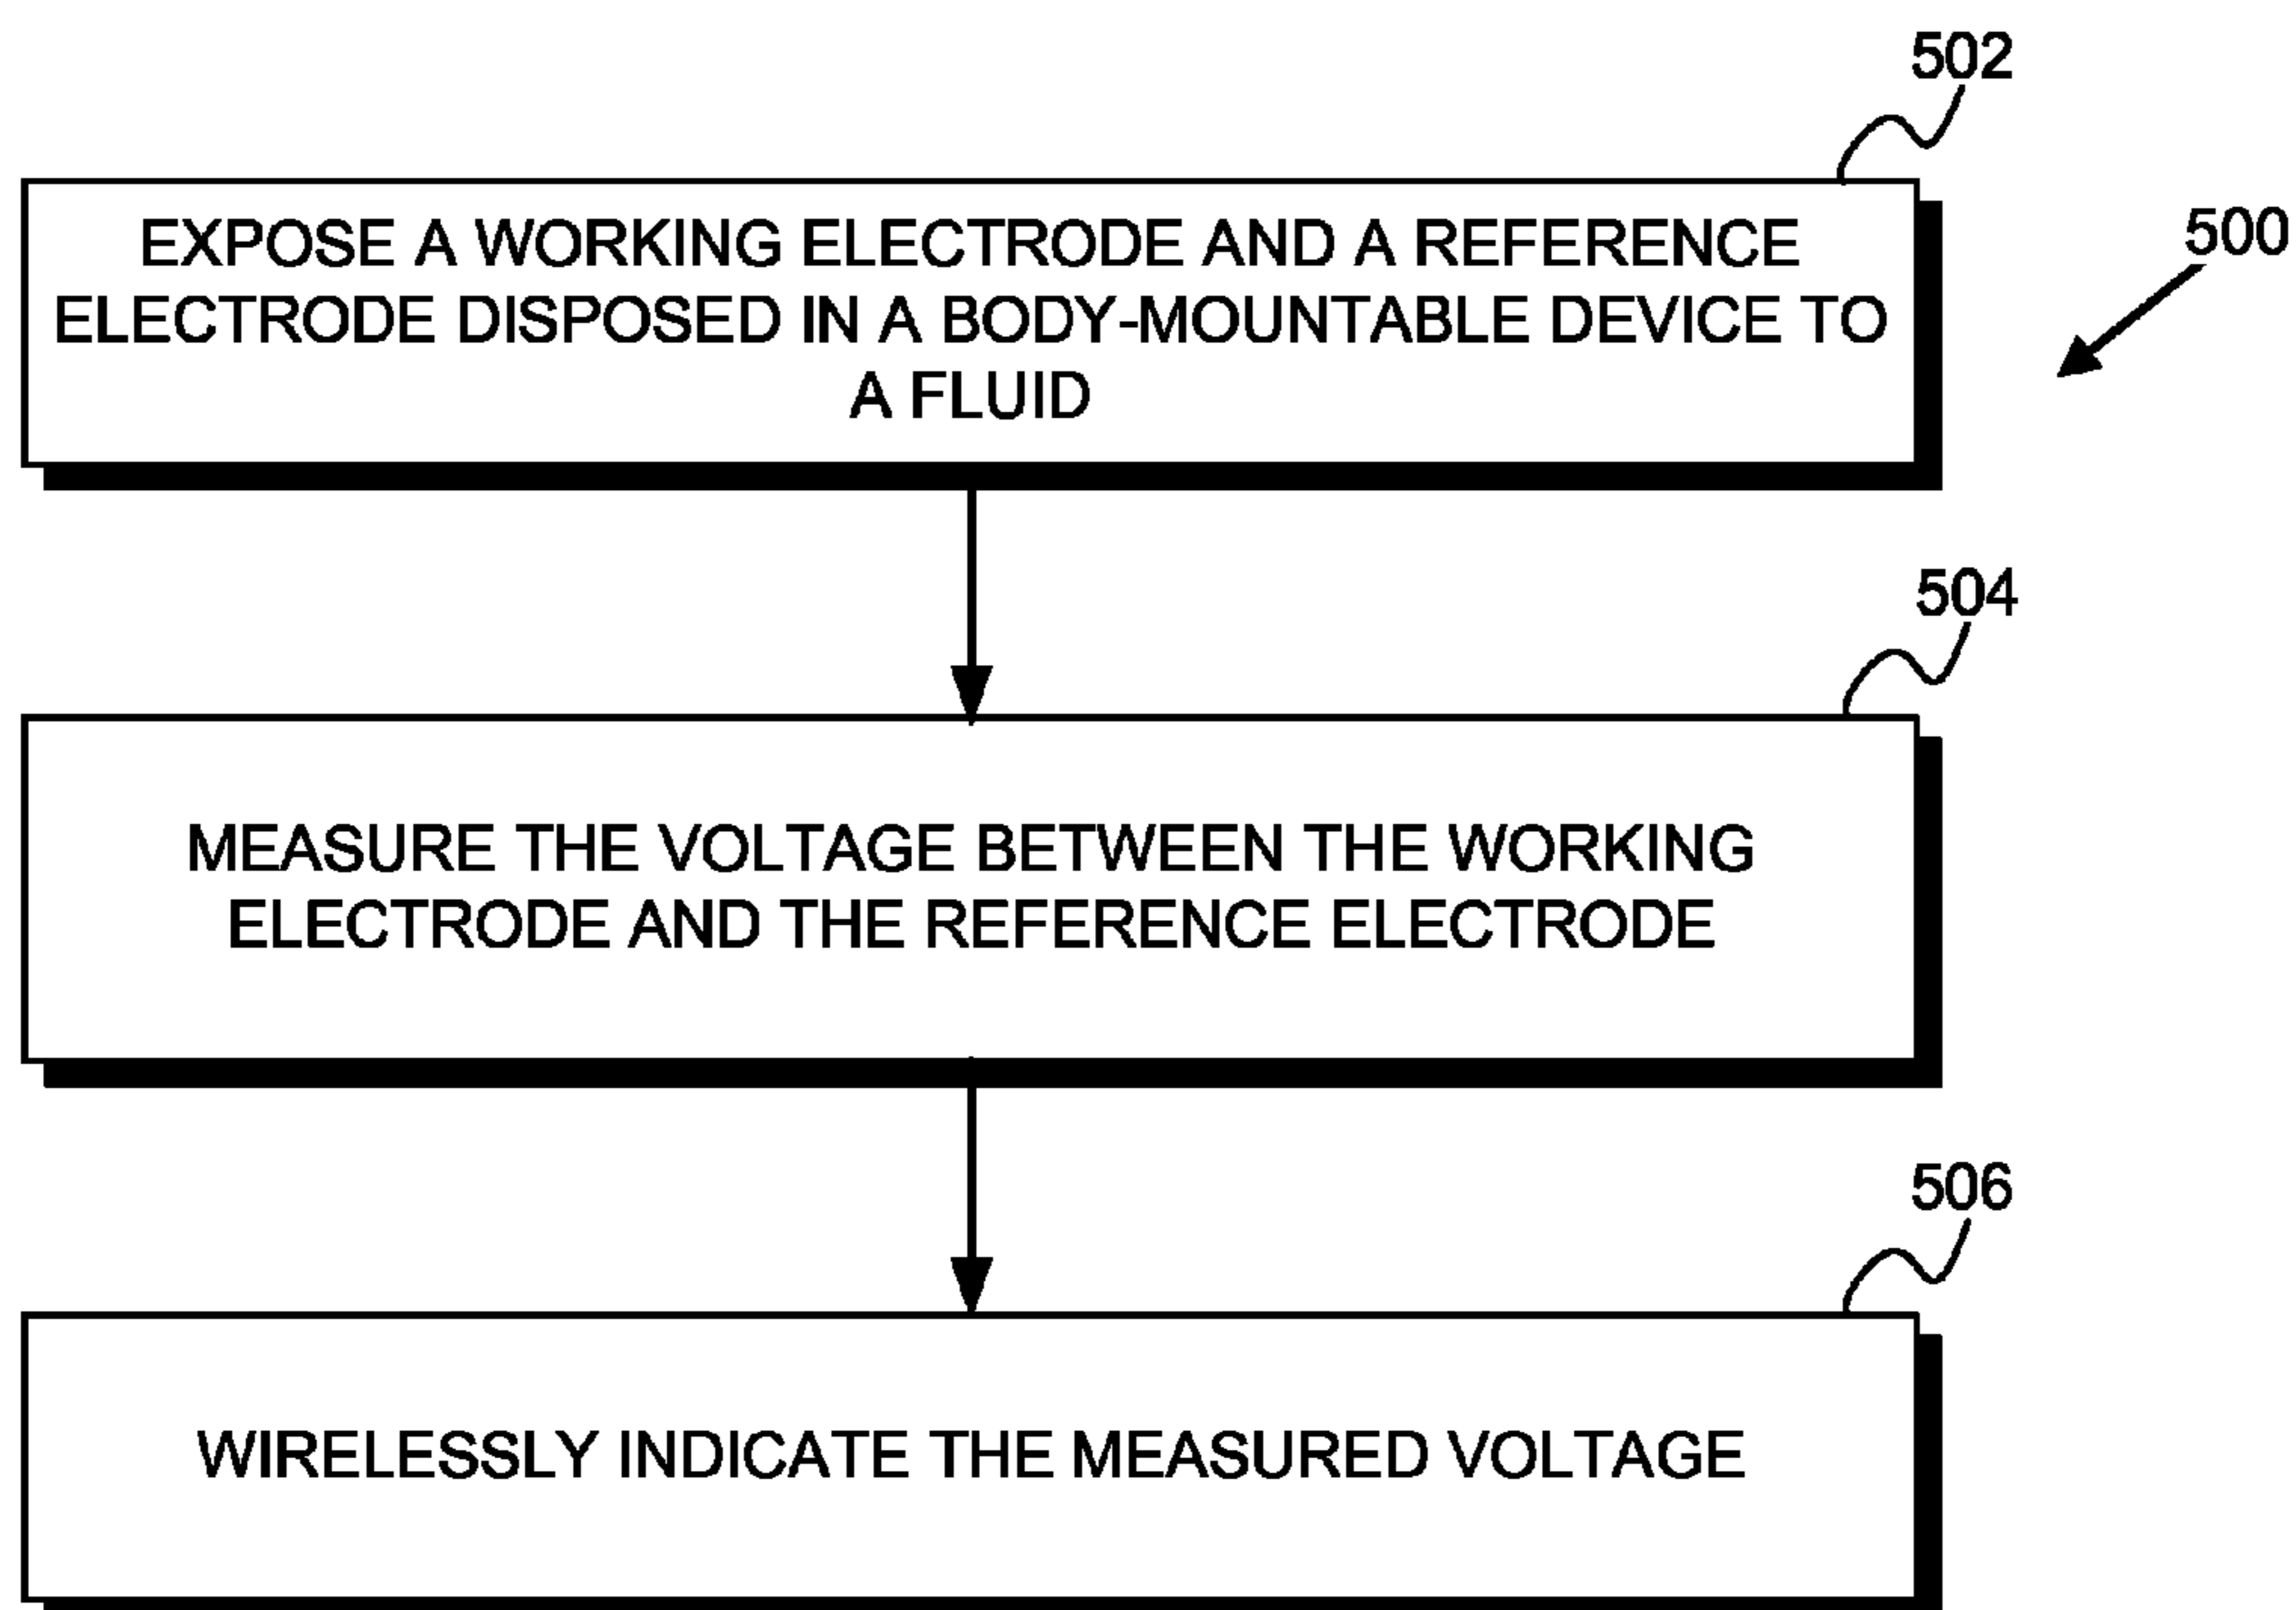 502
500
EXPOSE A WORKING ELECTRODE AND A REFERENCE
ELECTRODE DISPOSED IN A BODY-MOUNTABLE DEVICE TO
A FLUID
504
MEASURE THE VOLTAGE BETWEEN THE WORKING
ELECTRODE AND THE REFERENCE ELECTRODE
506
WIRELESSLY INDICATE THE MEASURED VOLTAGE